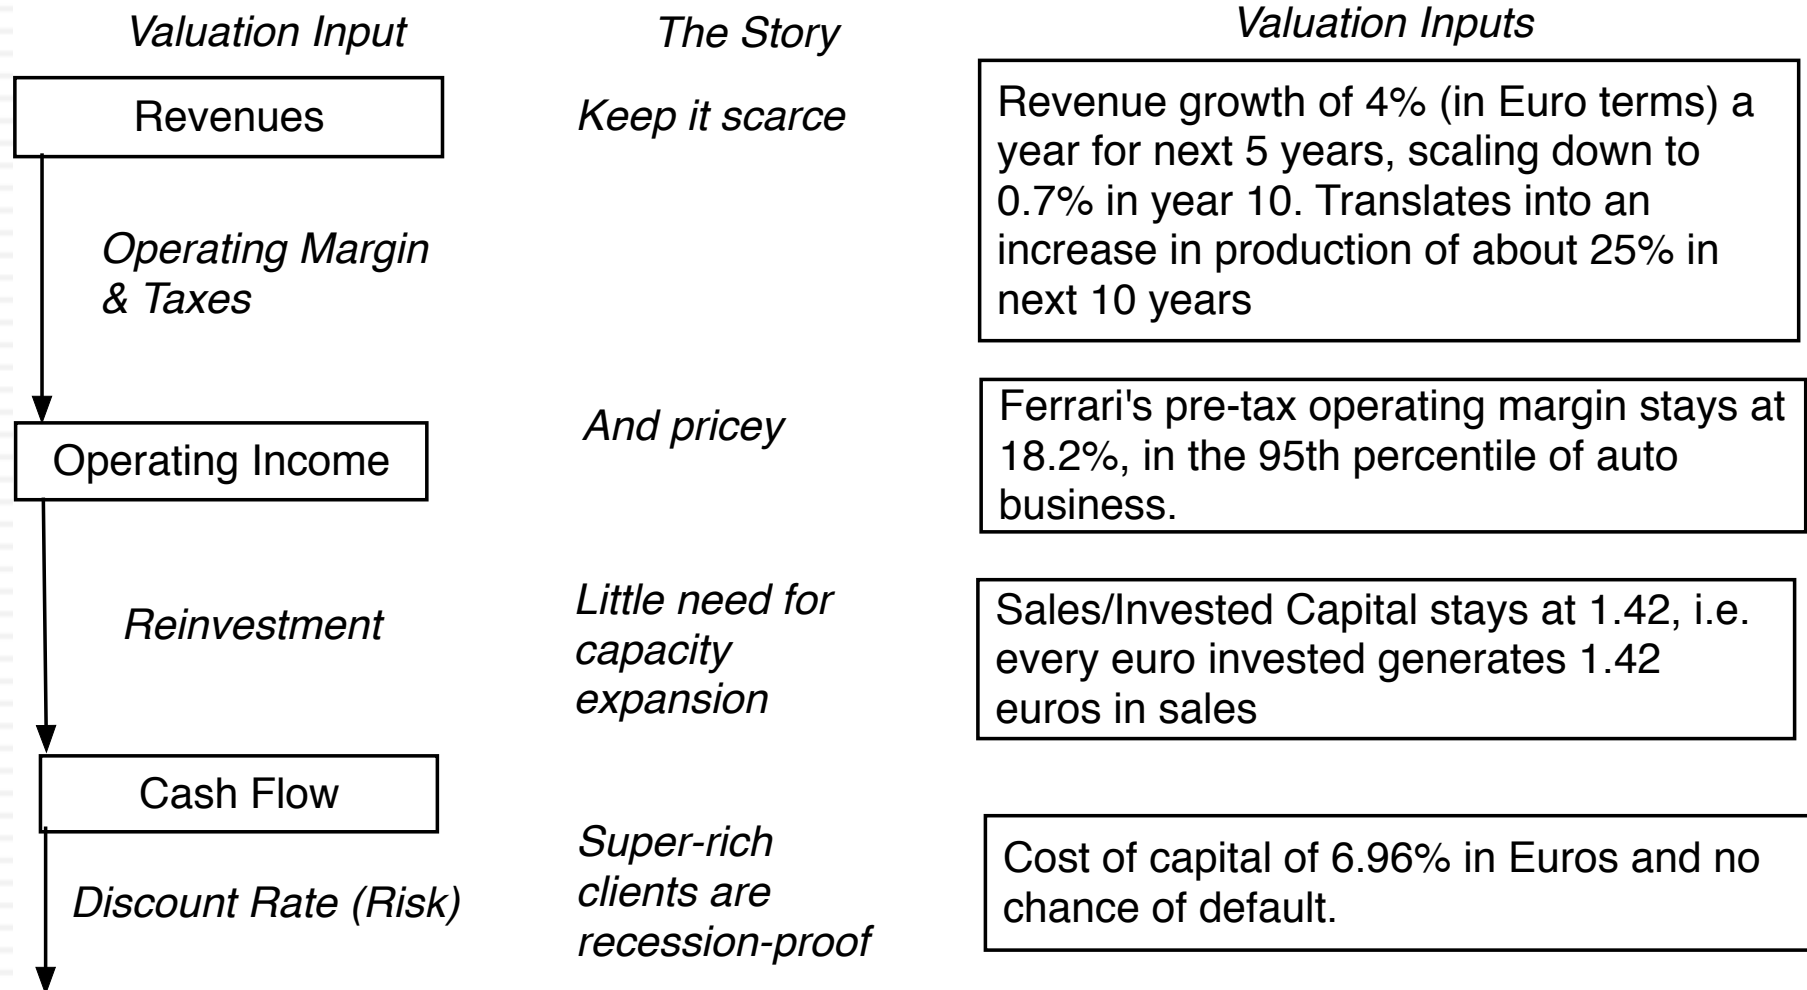 Valuation Input
The Story
Valuation Inputs
Revenues
Keep it scarce
Revenue growth of 4% (in Euro terms) a
year for next 5 years, scaling down to
0.7% in year 10. Translates into an
increase in production of about 25% in
next 10 years
Operating Margin
& Taxes
Operating Income
And pricey
Ferrari's pre-tax operating margin stays at
18.2%, in the 95th percentile of auto
business.
Reinvestment
Little need for
capacity
expansion
Sales/Invested Capital stays at 1.42, i.e.
every euro invested generates 1.42
euros in sales
Cash Flow
Discount Rate (Risk)
Super-rich
clients are
recession-proof
Cost of capital of 6.96% in Euros and no
chance of default.